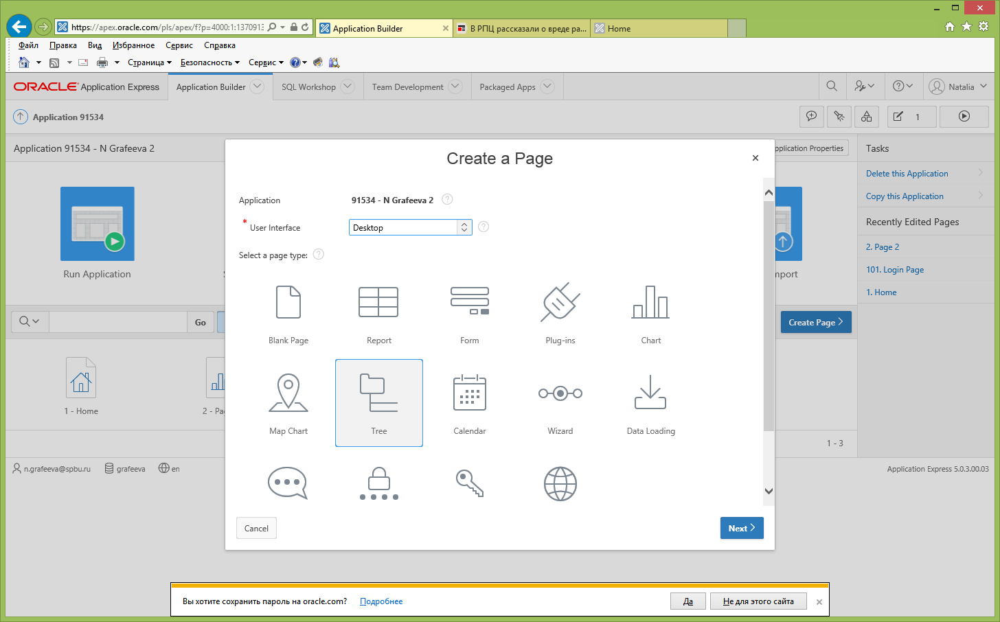 https://apex.oracle.com/pls/apex/f?p=4000:1:1370913
Application Builder
В РПЦ рассказали о вреде ра...
Home
Файл Правка Вид Избранное Сервис Справка
Страница Безопасность Сервис
ORACLE Application Express
Application Builder
SQL Workshop
Team Development
Packaged Apps
Natalia
Application 91534
1
Application 91534 - N Grafeeva 2
pplication Properties
Tasks
Create a Page
Delete this Application
Copy this Application
Application 91534 - N Grafeeva 2
* User Interface Desktop
Recently Edited Pages
Select a page type:
2. Page 2
101. Login Page
1. Home
Run Application
mport
Blank Page Report Form Plug-ins Chart
Go
Create Page
Map Chart Tree Calendar Wizard Data Loading
1 - Home
2 - Pa
1 - 3
n.grafeeva@spbu.ru grafeeva en
Application Express 5.0.3.00.03
Cancel
Next
Вы хотите сохранить пароль на oracle.com? Подробнее
Да
Не для этого сайта